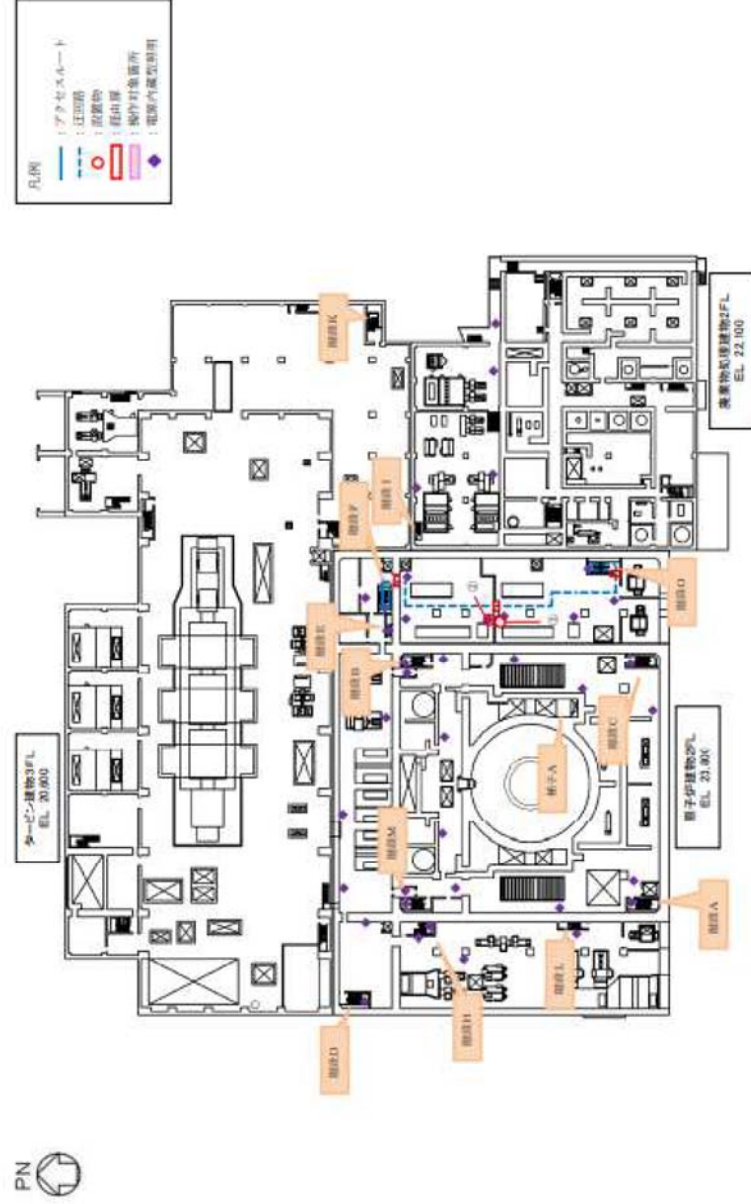 PN
凡例
：アクセスルート
：迂回路
：設置物
：経由扉
：操作対象箇所
：電源内蔵型照明
タービン建物3FL
EL 20,600
原子炉建物2FL
EL 23,800
廃棄物処理建物2FL
EL 22,100
階段D
階段H
階段M
階段L
階段A
階段B
階段E
階段F
階段I
階段K
梯子A
階段C
階段O
②